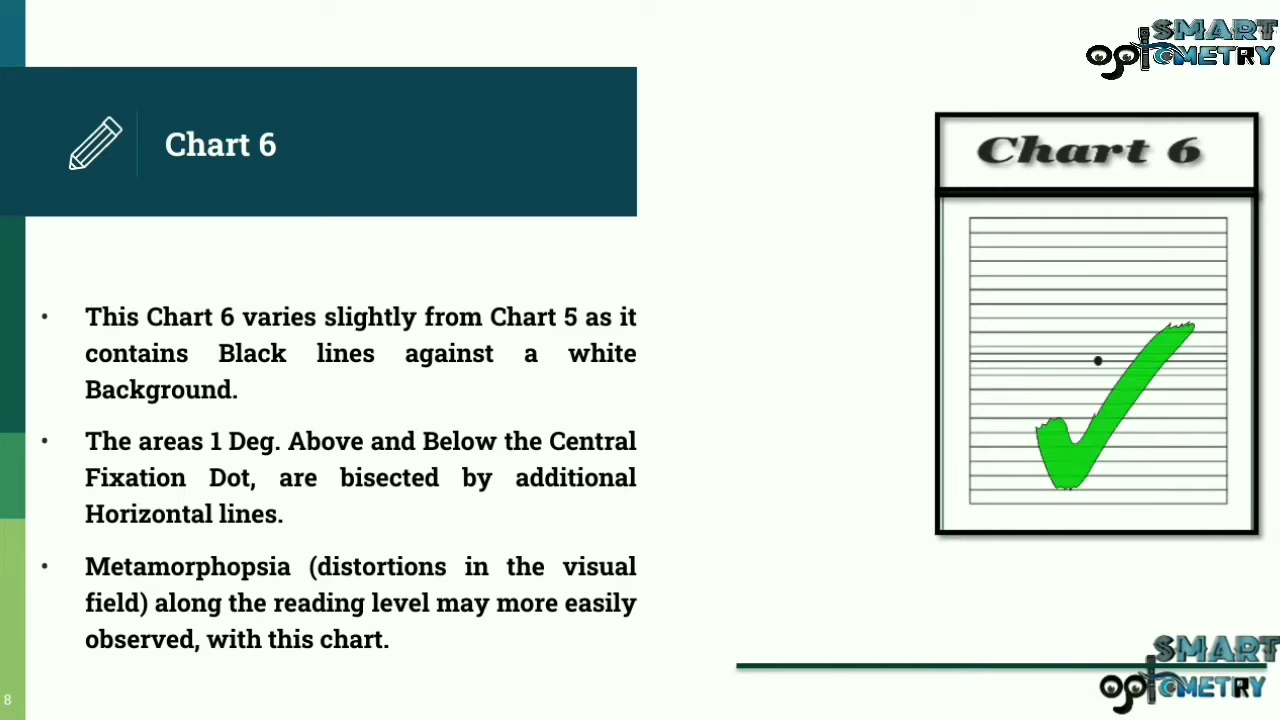 SMART
OPTOMETRY
Chart 6
Chart 6
This Chart 6 varies slightly from Chart 5 as it
contains Black lines against a white
Background.
The areas 1 Deg. Above and Below the Central
Fixation Dot, are bisected by additional
Horizontal lines.
Metamorphopsia (distortions in the visual
field) along the reading level may more easily
observed, with this chart.
SMART
OPTOMETRY
8